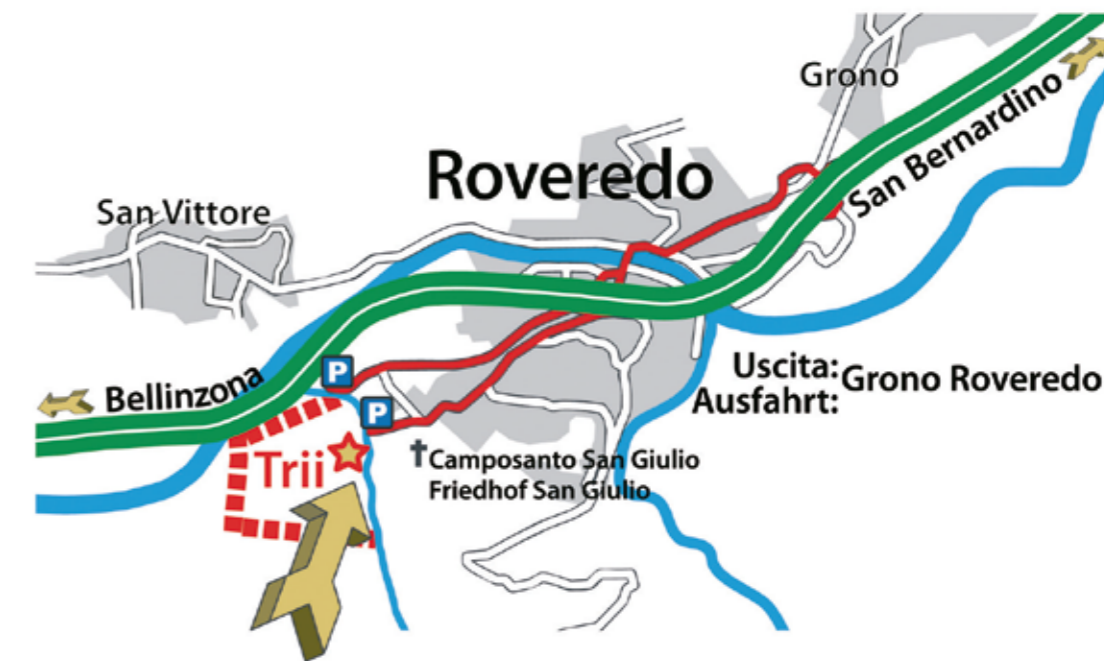 Grono
San Bernardino
Roveredo
San Vittore
Uscita:
Ausfahrt:
Grono Roveredo
Bellinzona
P
P
Trii
Camposanto San Giulio
Friedhof San Giulio